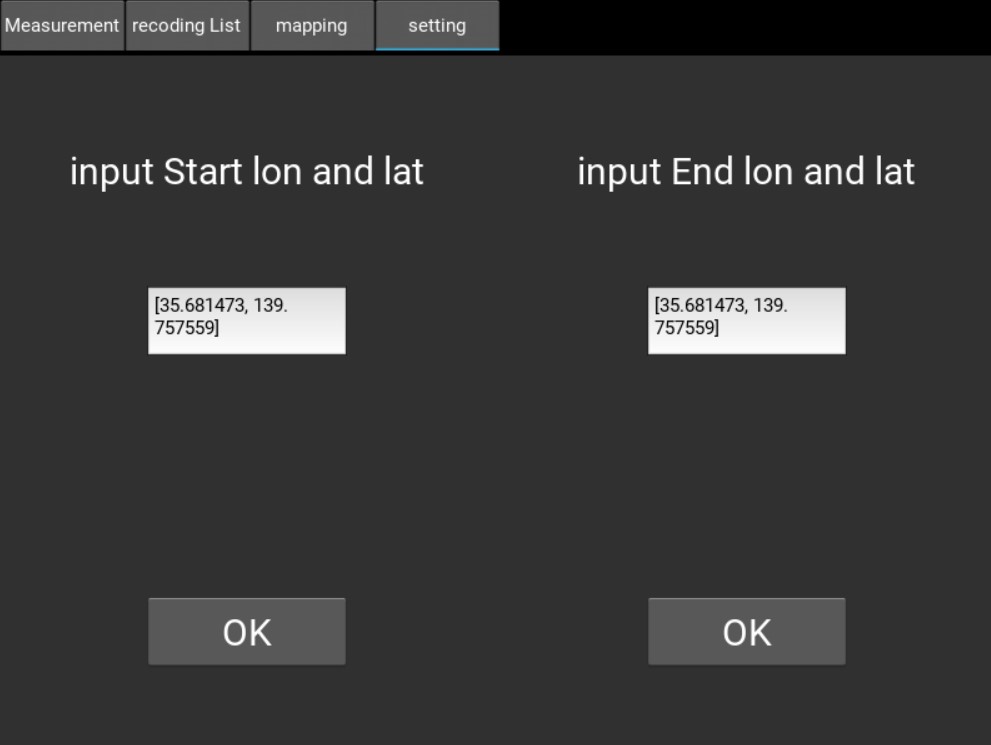 Measurement
recoding List
mapping
setting
input Start lon and lat
input End lon and lat
[35.681473, 139.
757559]
[35.681473, 139.
757559]
OK
OK